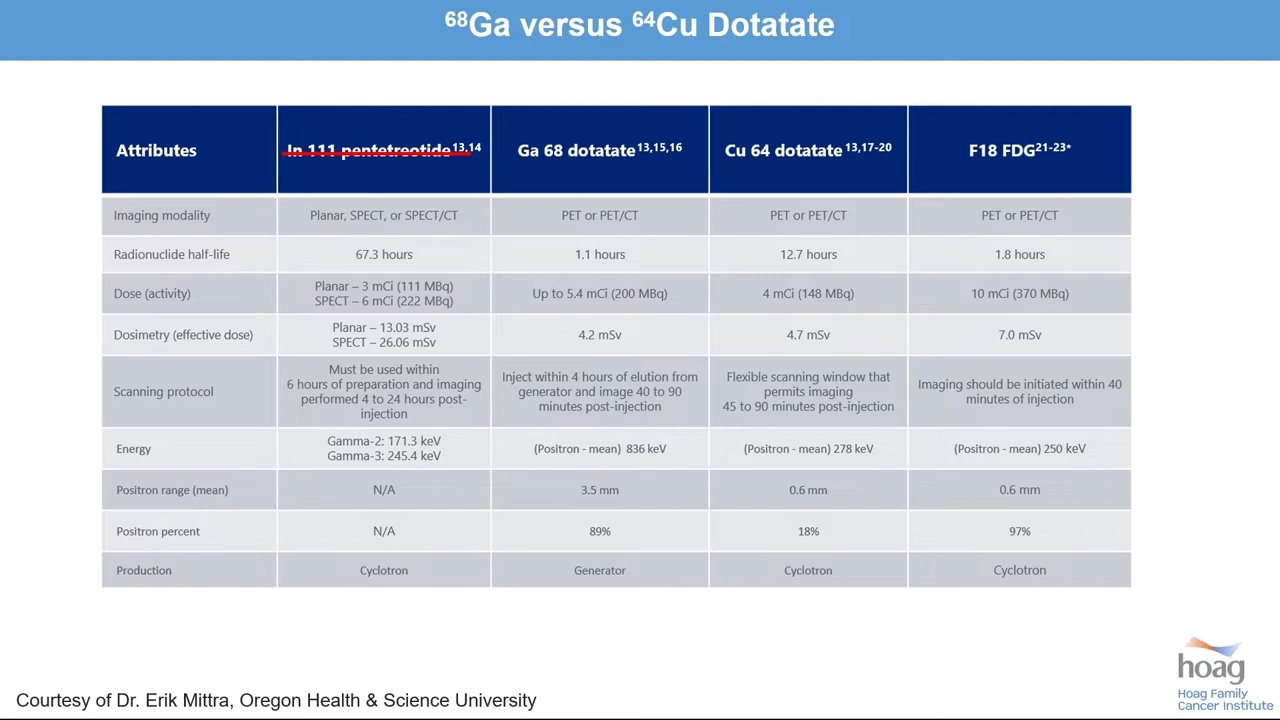 ⁶⁸Ga versus ⁶⁴Cu Dotatate
Attributes
In 111 pentetreotide¹³,¹⁴
Ga 68 dotatate¹³,¹⁵,¹⁶
Cu 64 dotatate ¹³,¹⁷⁻²⁰
F18 FDG²¹⁻²³*
Imaging modality
Planar, SPECT, or SPECT/CT
PET or PET/CT
PET or PET/CT
PET or PET/CT
Radionuclide half-life
67.3 hours
1.1 hours
12.7 hours
1.8 hours
Dose (activity)
Planar – 3 mCi (111 MBq)
SPECT – 6 mCi (222 MBq)
Up to 5.4 mCi (200 MBq)
4 mCi (148 MBq)
10 mCi (370 MBq)
Dosimetry (effective dose)
Planar – 13.03 mSv
SPECT – 26.06 mSv
4.2 mSv
4.7 mSv
7.0 mSv
Scanning protocol
Must be used within
6 hours of preparation and imaging
performed 4 to 24 hours post-
injection
Inject within 4 hours of elution from
generator and image 40 to 90
minutes post-injection
Flexible scanning window that
permits imaging
45 to 90 minutes post-injection
Imaging should be initiated within 40
minutes of injection
Energy
Gamma-2: 171.3 keV
Gamma-3: 245.4 keV
(Positron - mean) 836 keV
(Positron - mean) 278 keV
(Positron - mean) 250 keV
Positron range (mean)
N/A
3.5 mm
0.6 mm
0.6 mm
Positron percent
N/A
89%
18%
97%
Production
Cyclotron
Generator
Cyclotron
Cyclotron
hoag
Hoag Family
Cancer Institute
Courtesy of Dr. Erik Mittra, Oregon Health & Science University